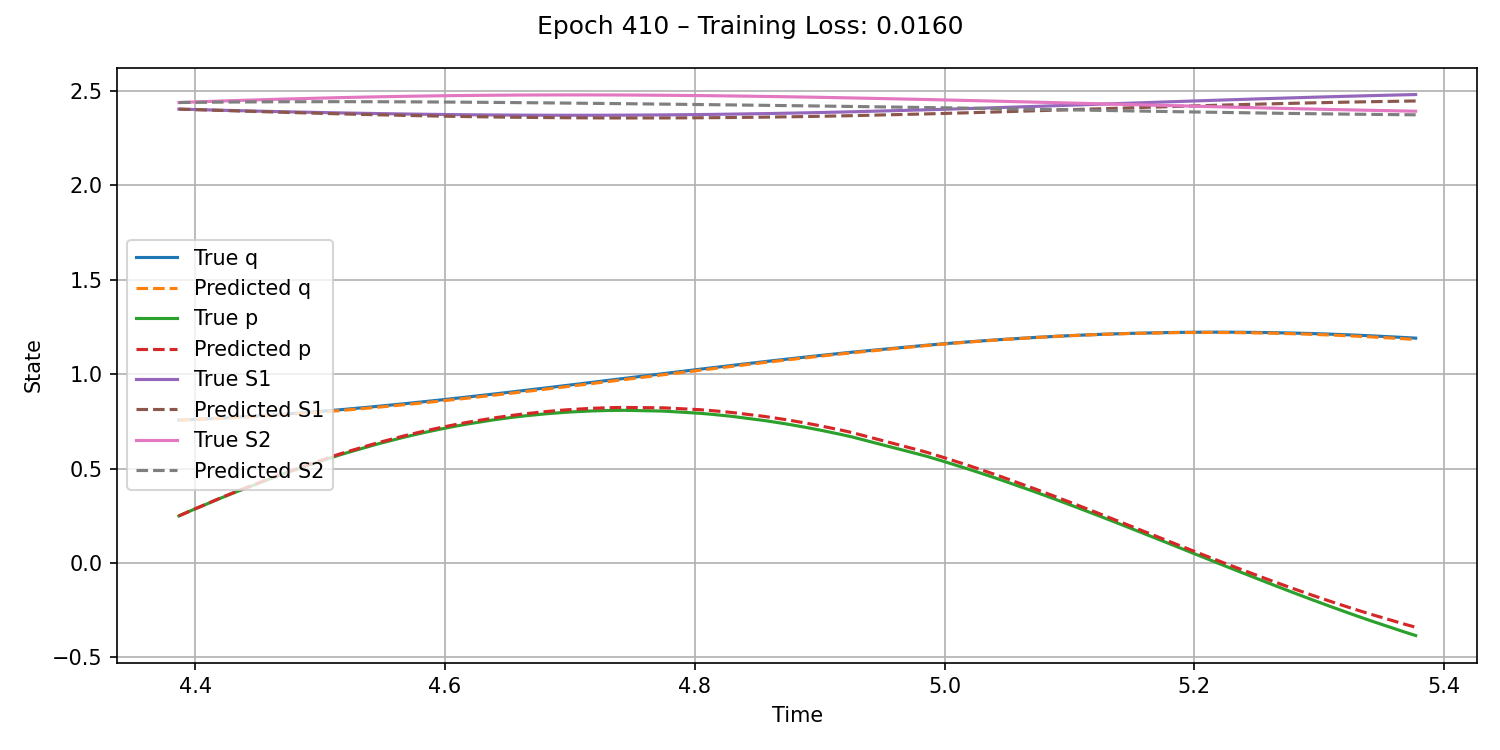 Epoch 410 – Training Loss: 0.0160
2.5
2.0
1.5
1.0
0.5
0.0
−0.5
State
True q
Predicted q
True p
Predicted p
True S1
Predicted S1
True S2
Predicted S2
4.4 4.6 4.8 5.0 5.2 5.4
Time